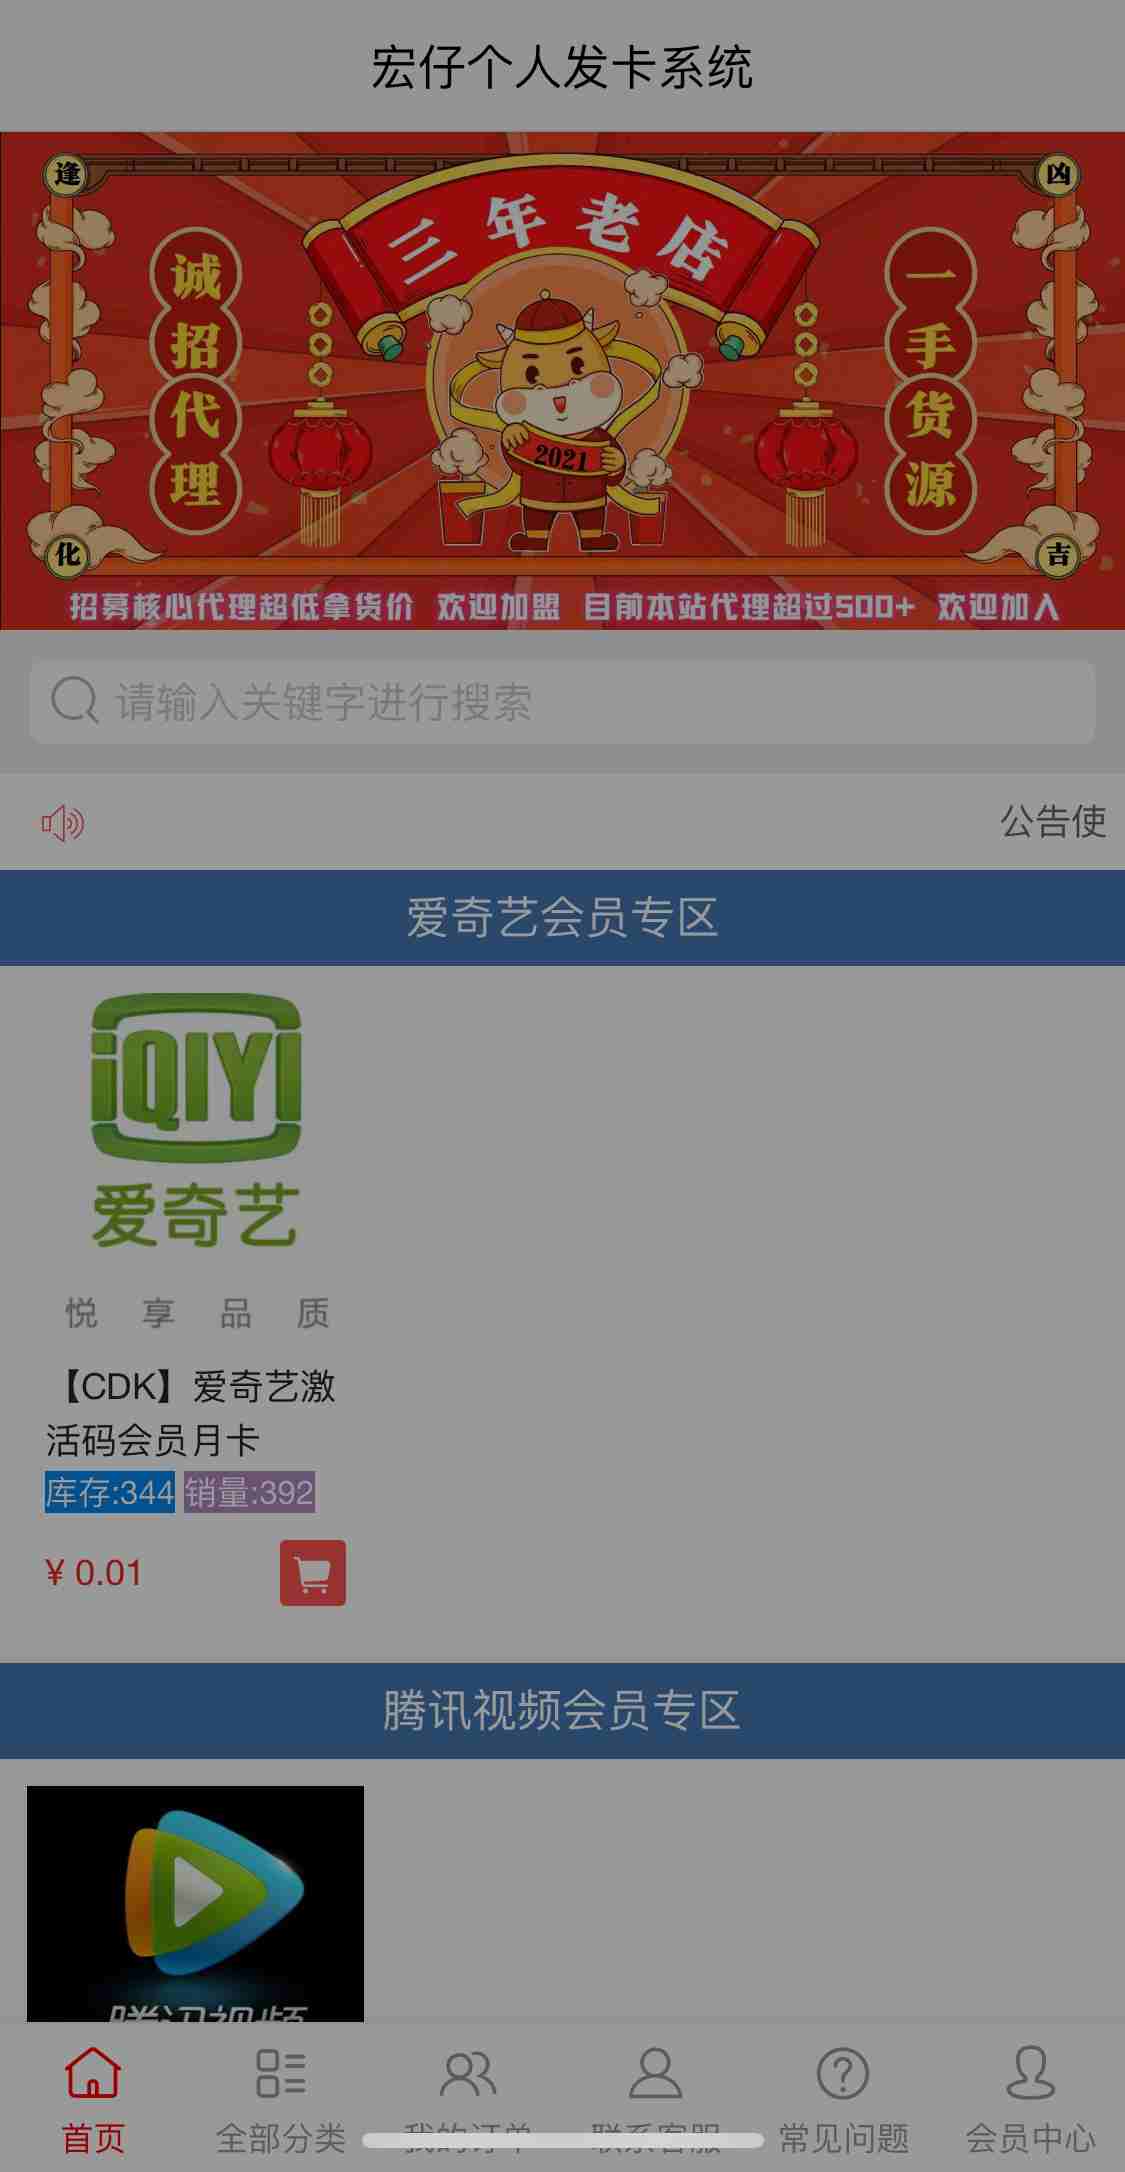 宏仔个人发卡系统
逢
凶
三年老店
诚招代理
一手货源
2021
化
吉
招募核心代理超低拿货价 欢迎加盟 目前本站代理超过500+ 欢迎加入
请输入关键字进行搜索
公告使
爱奇艺会员专区
iQIYI
爱奇艺
悦享品质
【CDK】爱奇艺激
活码会员月卡
库存:344 销量:392
¥ 0.01
腾讯视频会员专区
腾讯视频
首页 全部分类 我的订单 联系客服 常见问题 会员中心